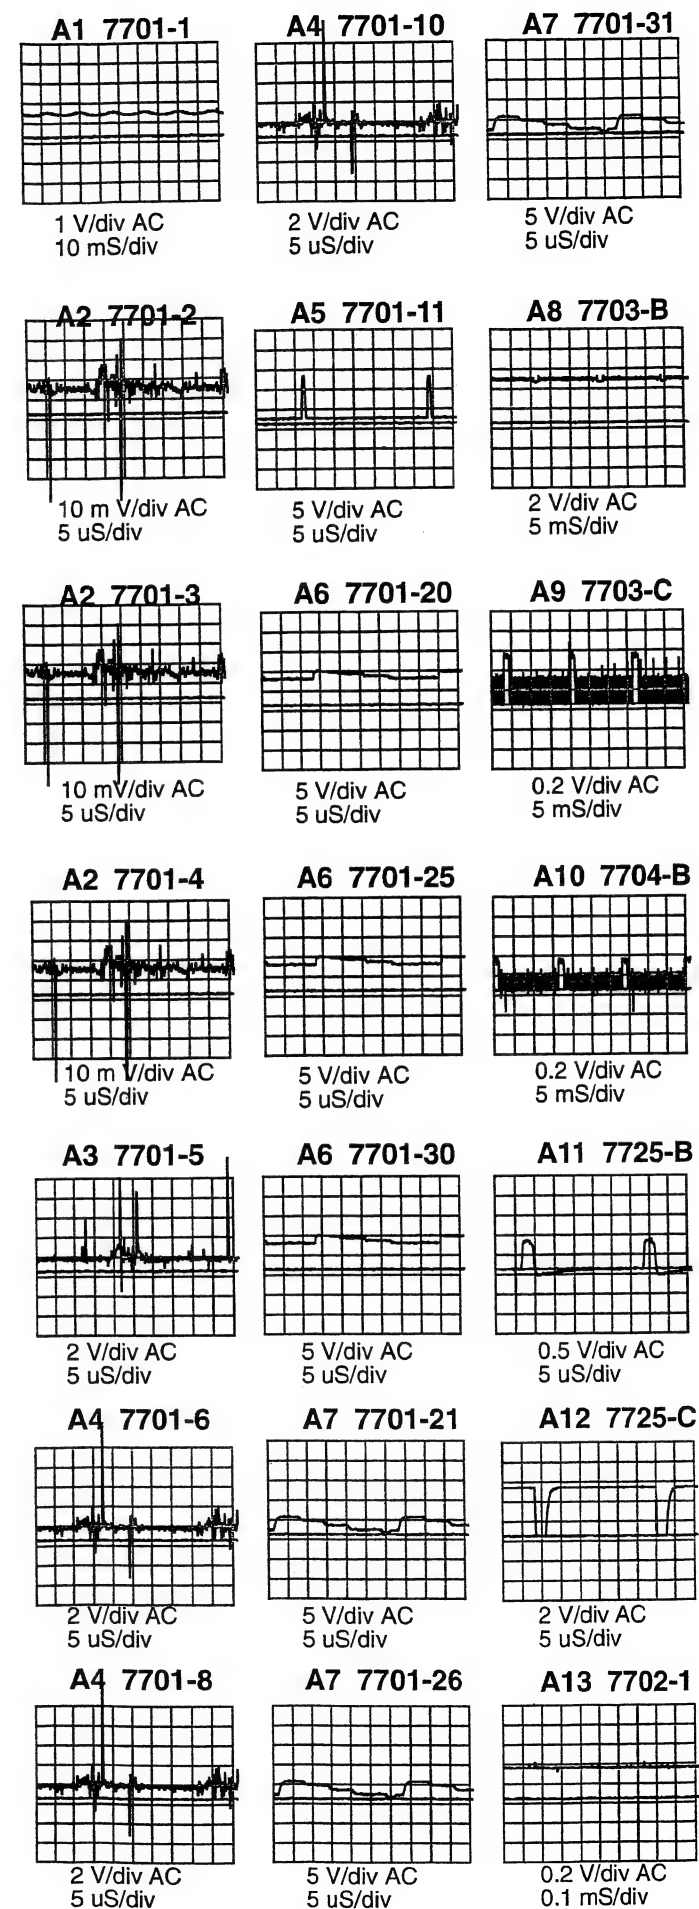 A1 7701-1
1 V/div AC
10 mS/div
A2 7701-2
10 m V/div AC
5 uS/div
A2 7701-3
10 mV/div AC
5 uS/div
A2 7701-4
10 m V/div AC
5 uS/div
A3 7701-5
2 V/div AC
5 uS/div
A4 7701-6
2 V/div AC
5 uS/div
A4 7701-8
2 V/div AC
5 uS/div
A4 7701-10
2 V/div AC
5 uS/div
A5 7701-11
5 V/div AC
5 uS/div
A6 7701-20
5 V/div AC
5 uS/div
A6 7701-25
5 V/div AC
5 uS/div
A6 7701-30
5 V/div AC
5 uS/div
A7 7701-21
5 V/div AC
5 uS/div
A7 7701-26
5 V/div AC
5 uS/div
A7 7701-31
5 V/div AC
5 uS/div
A8 7703-B
2 V/div AC
5 mS/div
A9 7703-C
0.2 V/div AC
5 mS/div
A10 7704-B
0.2 V/div AC
5 mS/div
A11 7725-B
0.5 V/div AC
5 uS/div
A12 7725-C
2 V/div AC
5 uS/div
A13 7702-1
0.2 V/div AC
0.1 mS/div